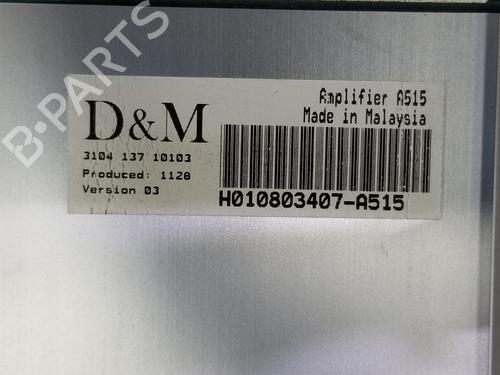 B-PARTS
D&M
3104 137 10103
Produced: 1128
Version 03
Amplifier A515
Made in Malaysia
H010803407-A515